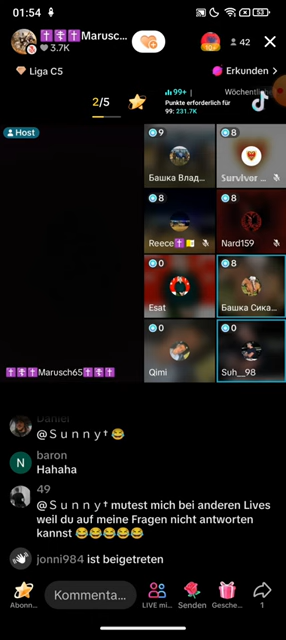 01:54
53
✝️☦️✝️Marusc...
3.7K
42
Liga C5
Erkunden >
2/5
99+ |
Punkte erforderlich für
99: 231.7K
Wöchentli
Host
9
8
Башка Влад...
Survivor ...
8
8
Reece✝️
Nard159
0
8
Esat
Башка Сика...
0
0
Qimi
Suh__98
✝️☦️✝️Marusch65✝️☦️✝️
Daniel
@S u n n y † 😂
N
baron
Hahaha
49
@S u n n y † mutest mich bei anderen Lives
weil du auf meine Fragen nicht antworten
kannst 😂😂😂😂😂
jonni984 ist beigetreten
Kommenta...
Abonn...
LIVE mi...
Senden
Gesche...
1